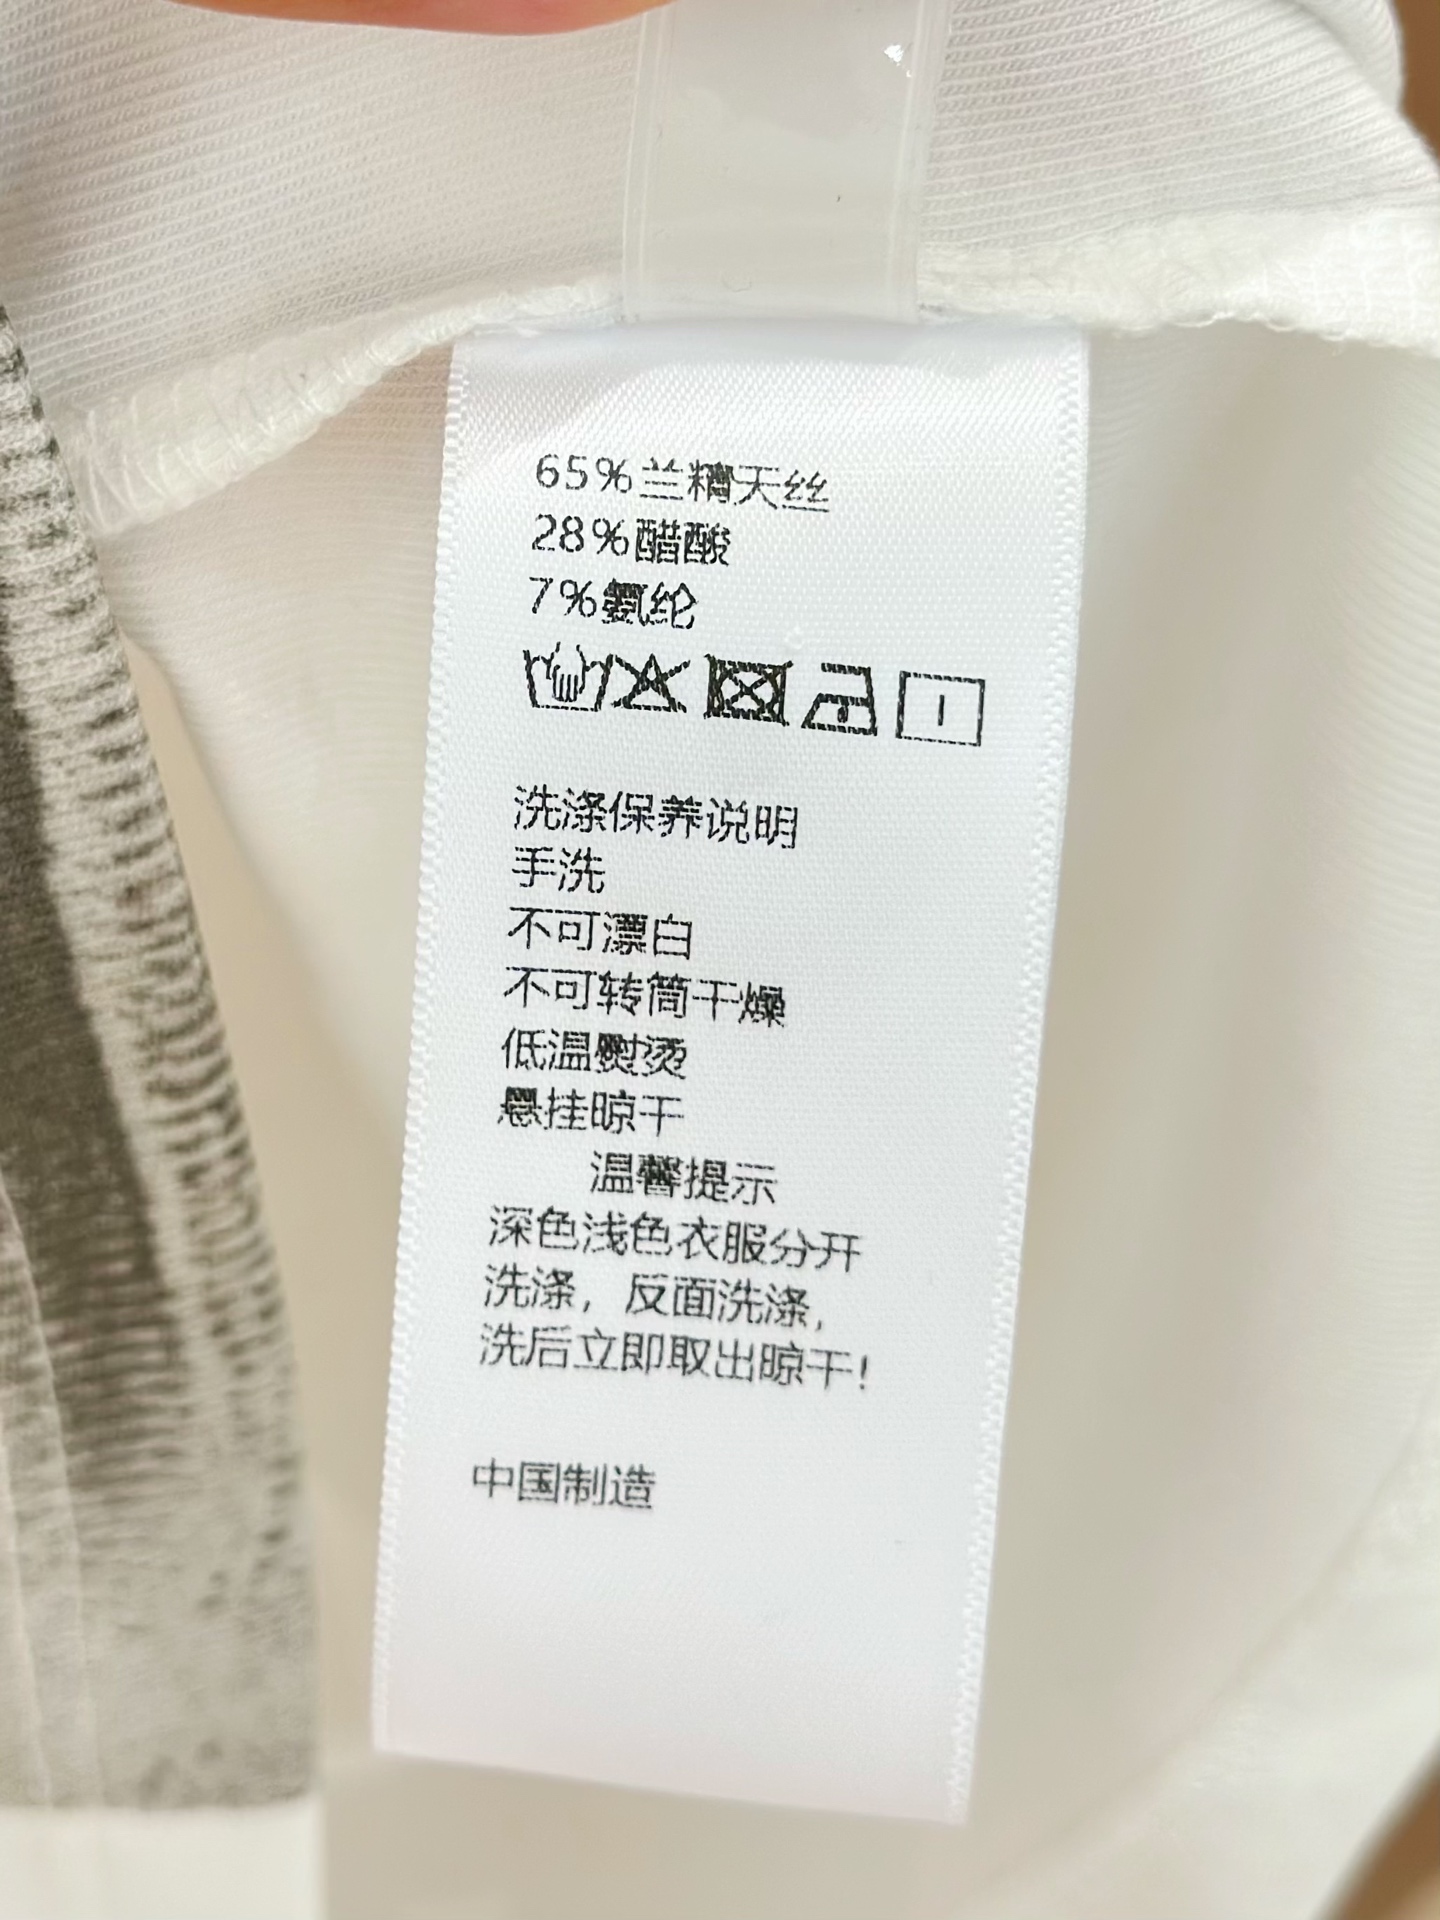 65%兰精天丝
28%醋酸
7%氨纶
洗涤保养说明
手洗
不可漂白
不可转筒干燥
低温熨烫
悬挂晾干
温馨提示
深色浅色衣服分开
洗涤，反面洗涤，
洗后立即取出晾干！
中国制造